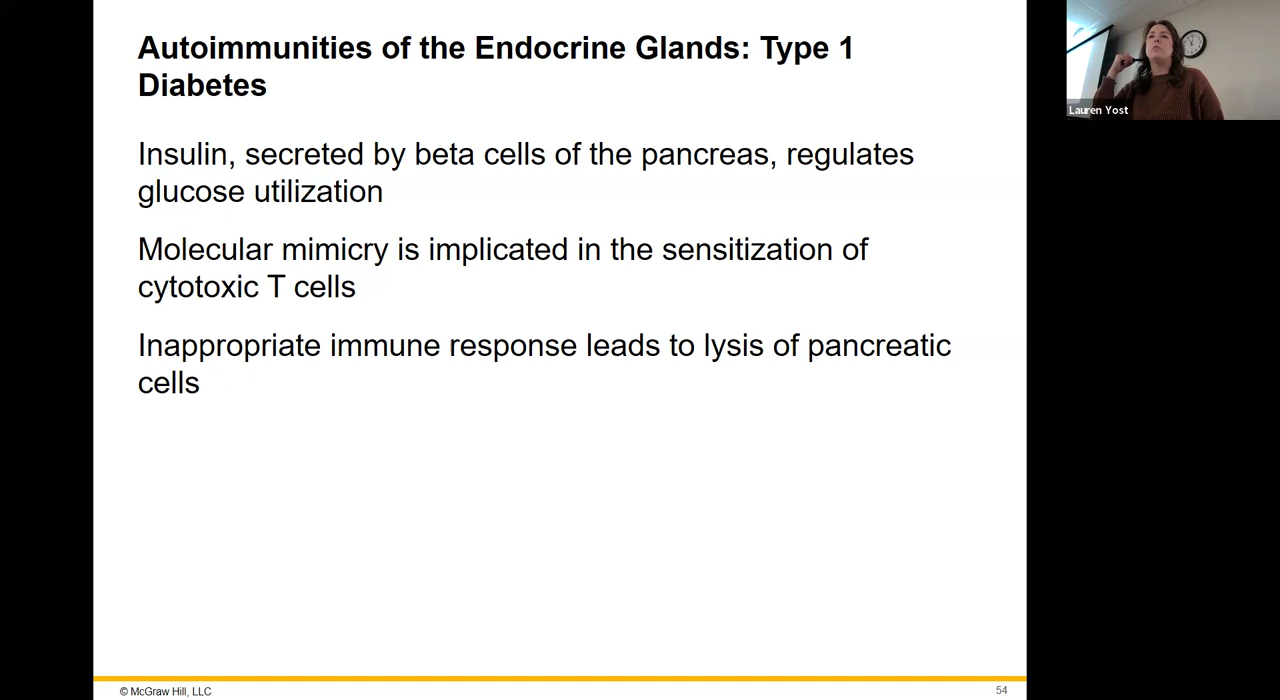 Autoimmunities of the Endocrine Glands: Type 1
Diabetes
Insulin, secreted by beta cells of the pancreas, regulates
glucose utilization
Molecular mimicry is implicated in the sensitization of
cytotoxic T cells
Inappropriate immune response leads to lysis of pancreatic
cells
© McGraw Hill, LLC
54
Lauren Yost